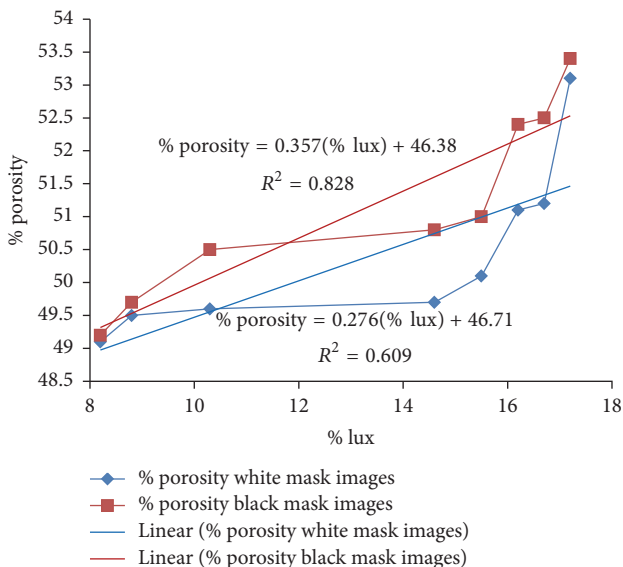 54
53.5
53
52.5
52
51.5
51
50.5
50
49.5
49
48.5
% porosity
% porosity = 0.357(% lux) + 46.38
R² = 0.828
% porosity = 0.276(% lux) + 46.71
R² = 0.609
8 10 12 14 16 18
% lux
% porosity white mask images
% porosity black mask images
Linear (% porosity white mask images)
Linear (% porosity black mask images)